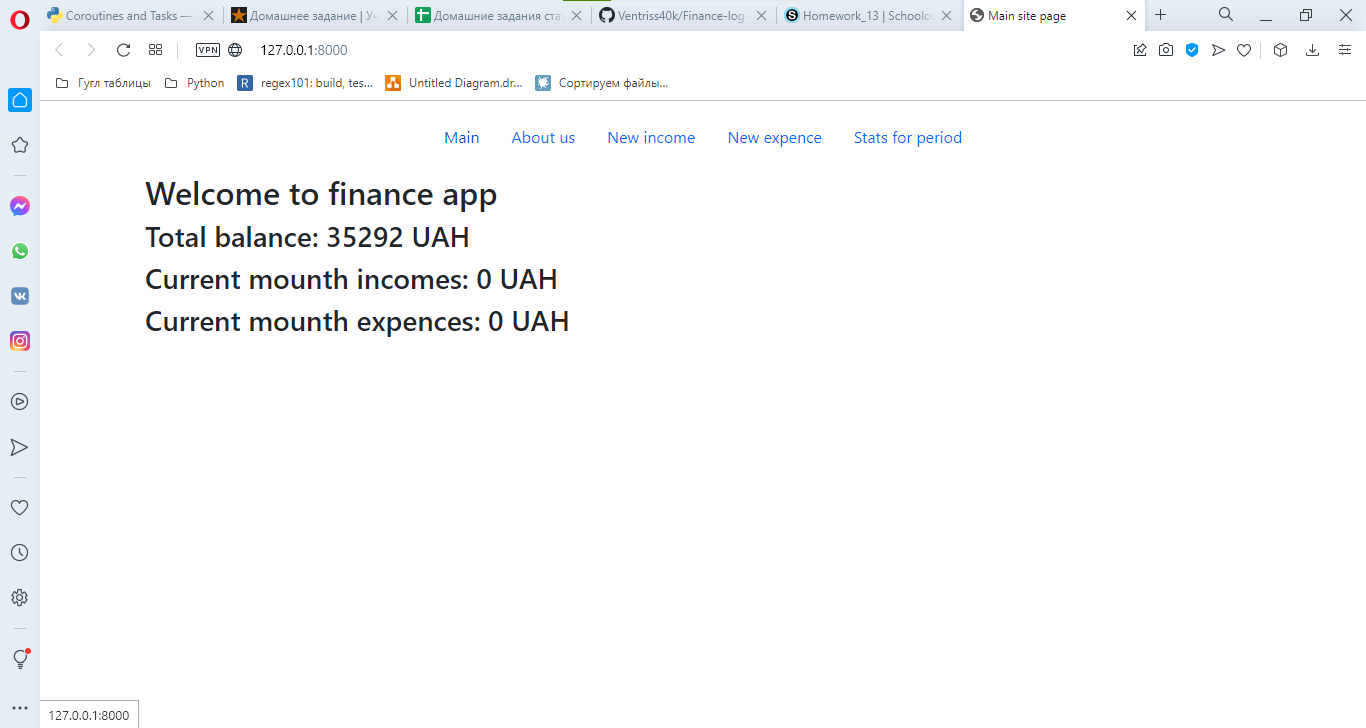 Coroutines and Tasks —
Домашнее задание | Уч
Домашние задания ста
Ventriss40k/Finance-log-
Homework_13 | Schoolo
Main site page
VPN
127.0.0.1:8000
Гугл таблицы
Python
R
regex101: build, tes...
Untitled Diagram.dr...
Сортируем файлы...
Main
About us
New income
New expence
Stats for period
Welcome to finance app
Total balance: 35292 UAH
Current mounth incomes: 0 UAH
Current mounth expences: 0 UAH
127.0.0.1:8000